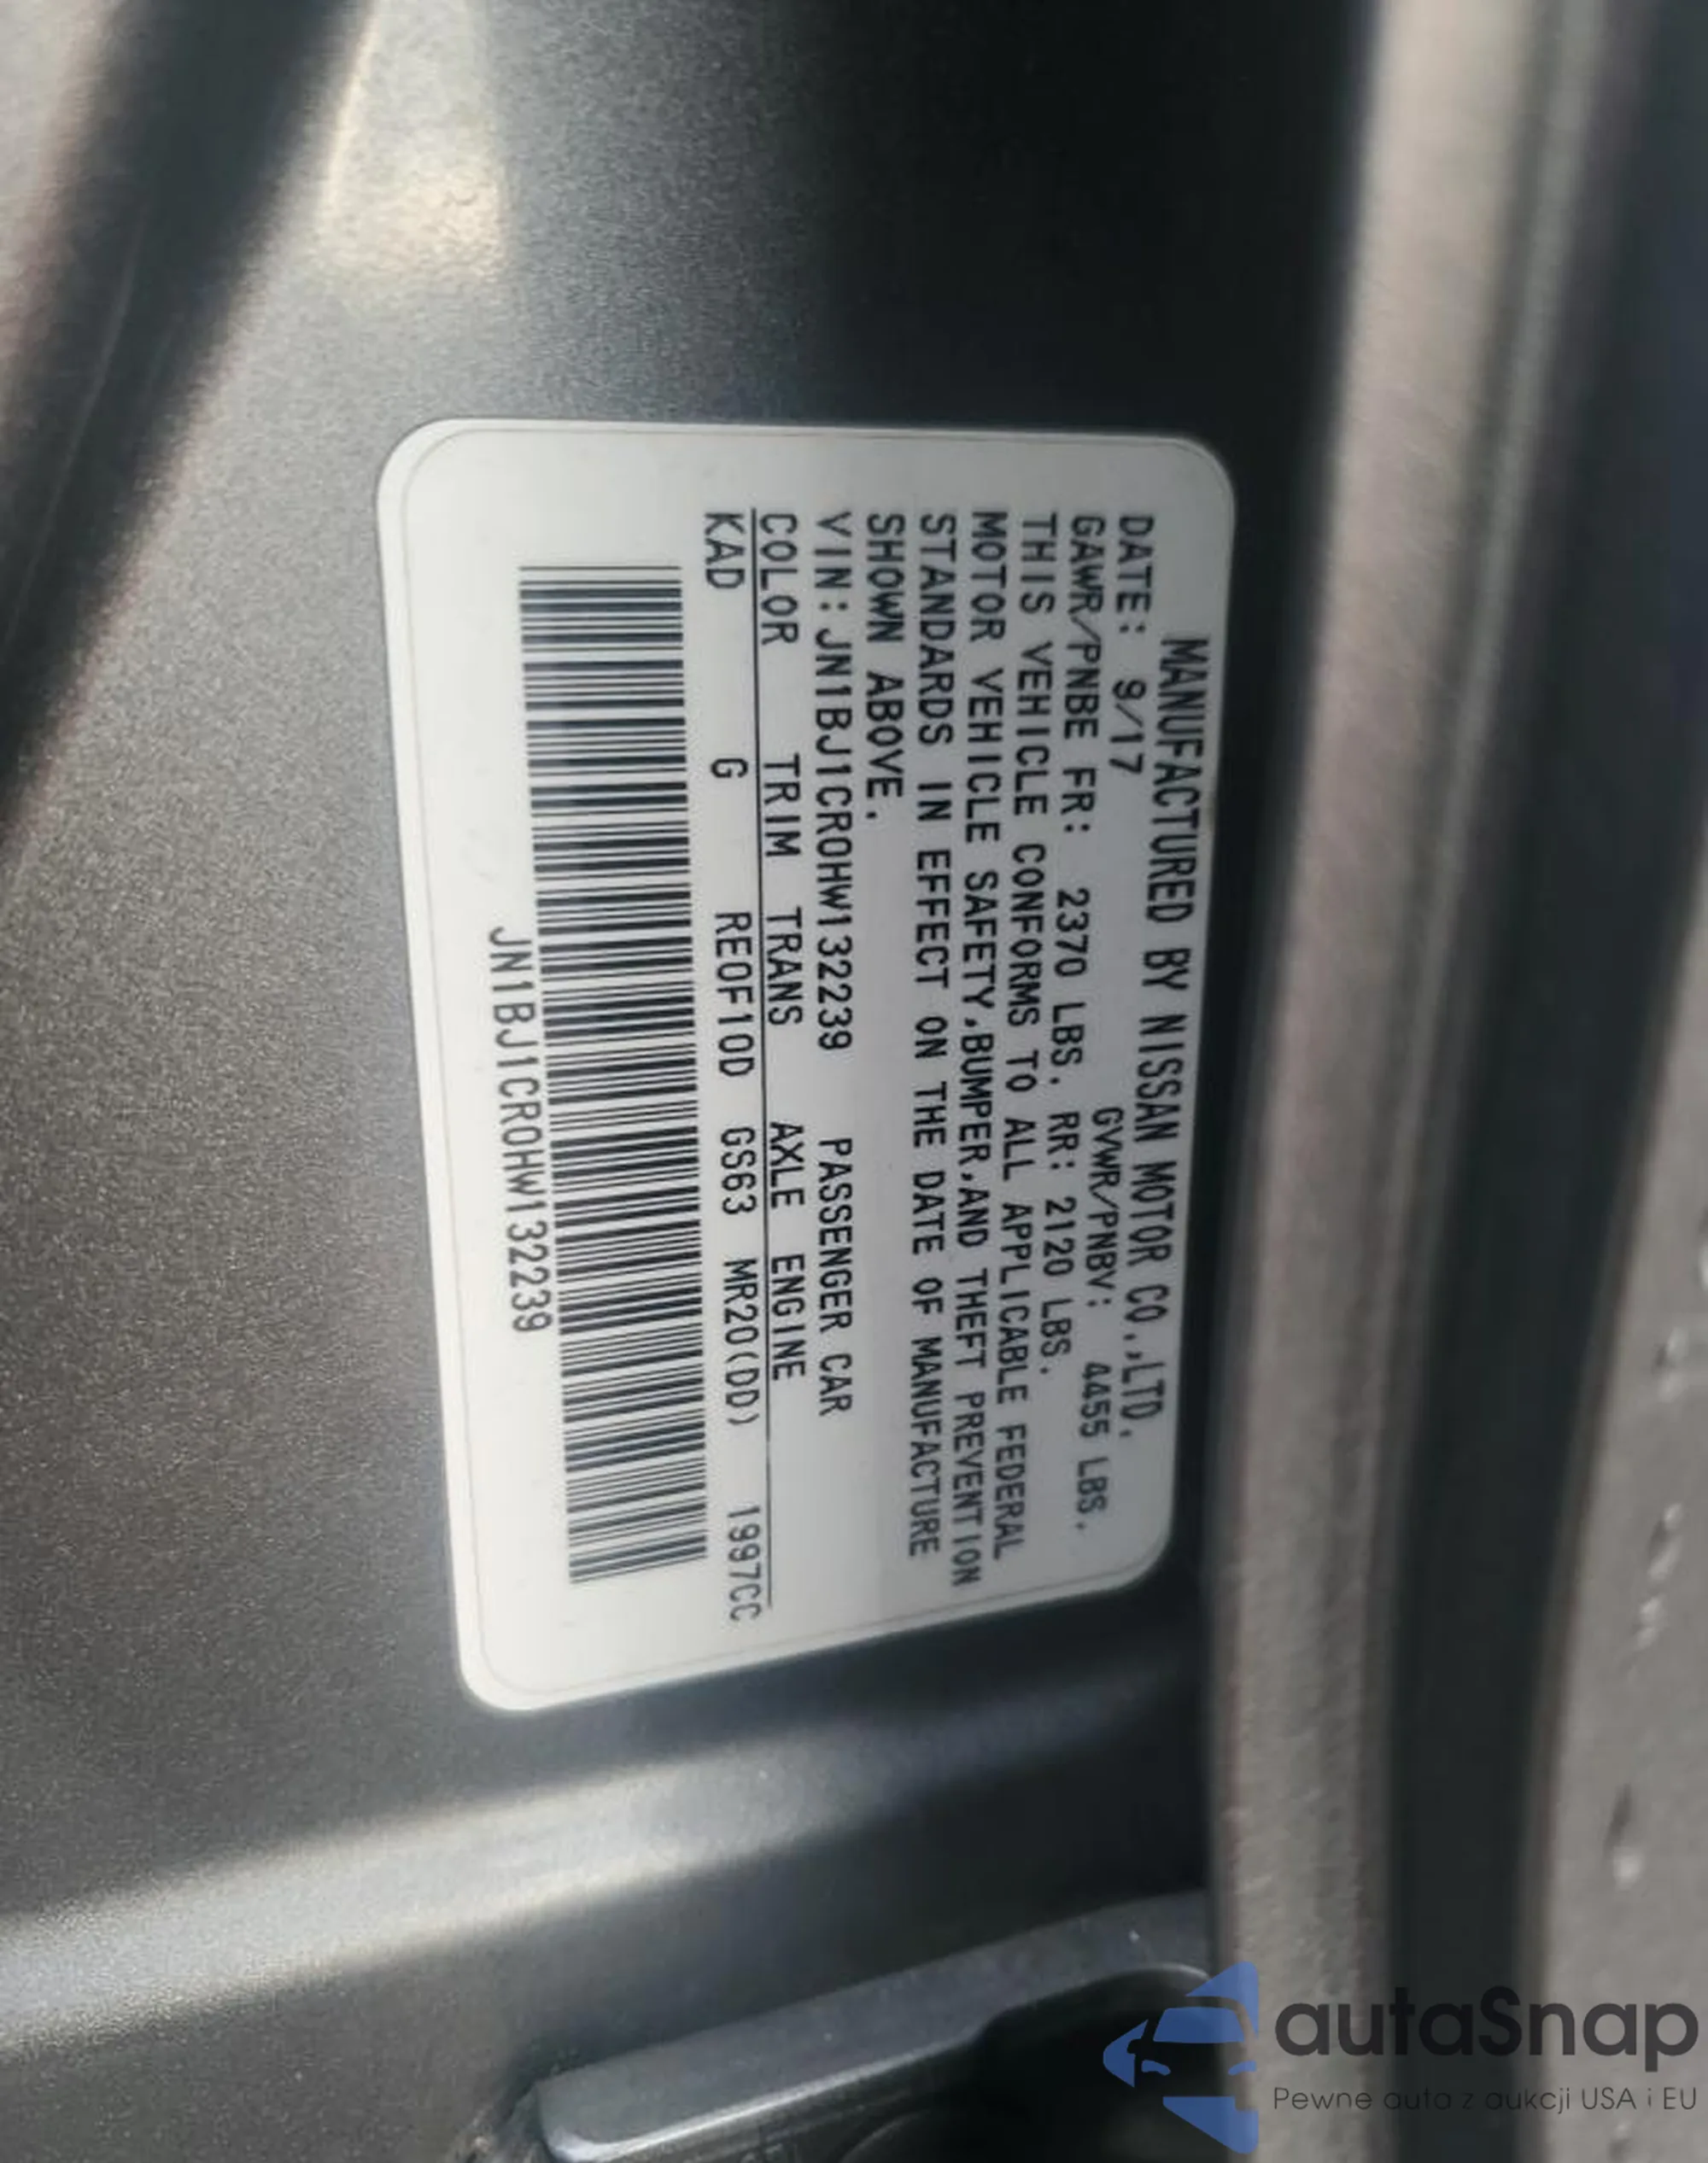 MANUFACTURED BY NISSAN MOTOR CO.,LTD.
DATE: 9/17 GVWR/PNBV: 4455 LBS.
GAWR/PNBE FR: 2370 LBS. RR: 2120 LBS.
THIS VEHICLE CONFORMS TO ALL APPLICABLE FEDERAL
MOTOR VEHICLE SAFETY,BUMPER,AND THEFT PREVENTION
STANDARDS IN EFFECT ON THE DATE OF MANUFACTURE
SHOWN ABOVE.
VIN:JN1BJ1CR0HW132239 PASSENGER CAR
COLOR TRIM TRANS AXLE ENGINE
KAD G RE0F10D GS63 MR20(DD) 1997CC
JN1BJ1CR0HW132239
autaSnap
Pewne auta z aukcji USA i EU